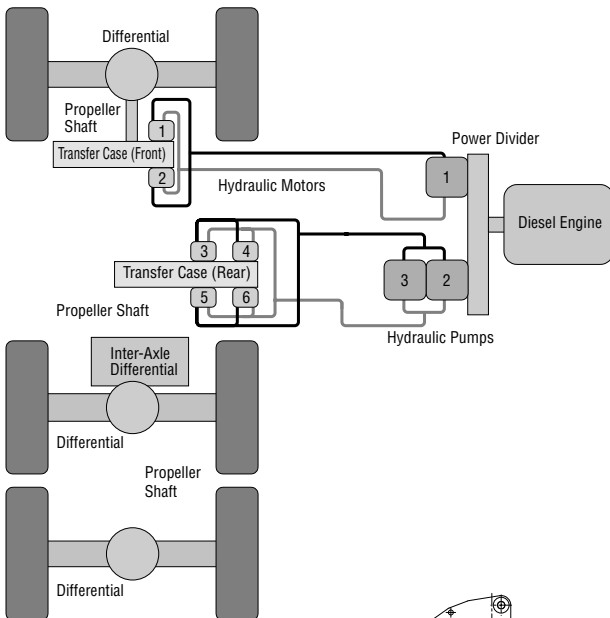 Differential
Propeller
Shaft
1
Transfer Case (Front)
2
Power Divider
1
Hydraulic Motors
Diesel Engine
3
4
Transfer Case (Rear)
5
6
3
2
Propeller Shaft
Hydraulic Pumps
Inter-Axle
Differential
Differential
Propeller
Shaft
Differential